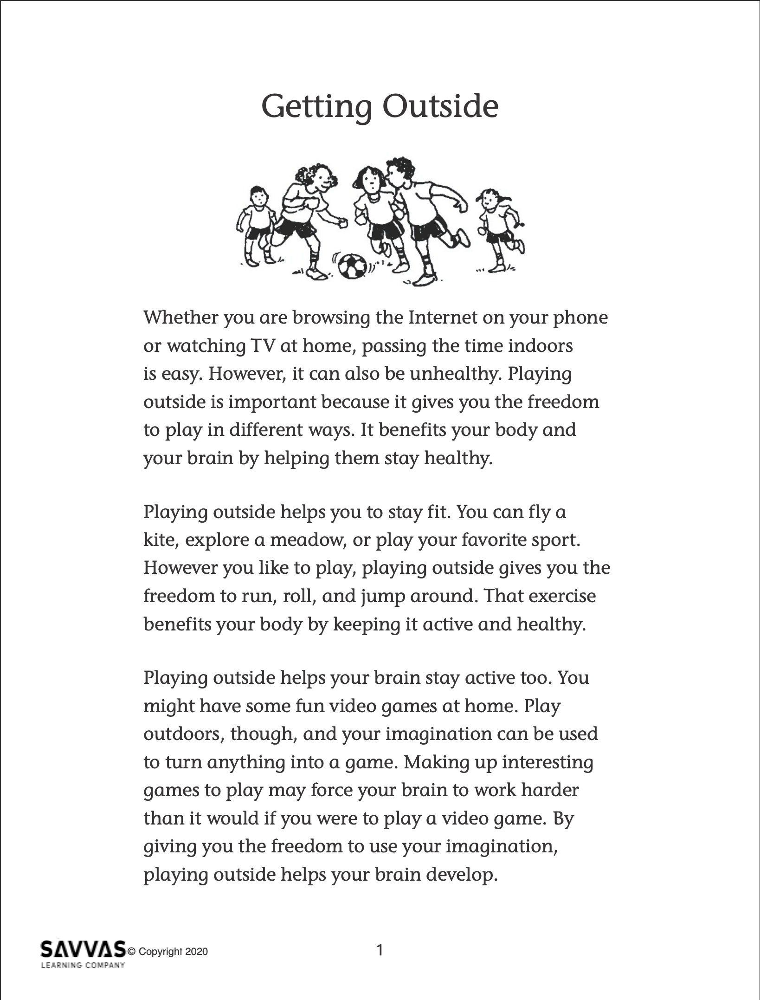 Getting Outside
Whether you are browsing the Internet on your phone
or watching TV at home, passing the time indoors
is easy. However, it can also be unhealthy. Playing
outside is important because it gives you the freedom
to play in different ways. It benefits your body and
your brain by helping them stay healthy.
Playing outside helps you to stay fit. You can fly a
kite, explore a meadow, or play your favorite sport.
However you like to play, playing outside gives you the
freedom to run, roll, and jump around. That exercise
benefits your body by keeping it active and healthy.
Playing outside helps your brain stay active too. You
might have some fun video games at home. Play
outdoors, though, and your imagination can be used
to turn anything into a game. Making up interesting
games to play may force your brain to work harder
than it would if you were to play a video game. By
giving you the freedom to use your imagination,
playing outside helps your brain develop.
SAVVAS © Copyright 2020 1
LEARNING COMPANY